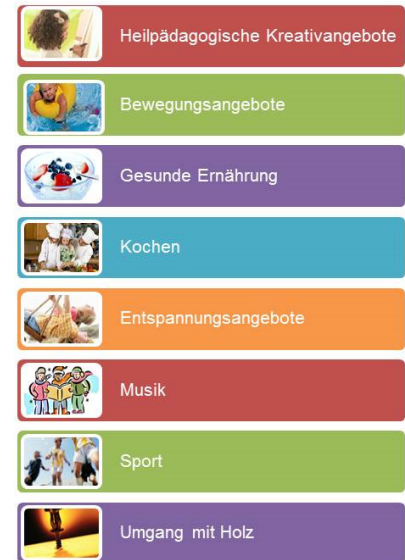 Heilpädagogische Kreativangebote
Bewegungsangebote
Gesunde Ernährung
Kochen
Entspannungsangebote
Musik
Sport
Umgang mit Holz